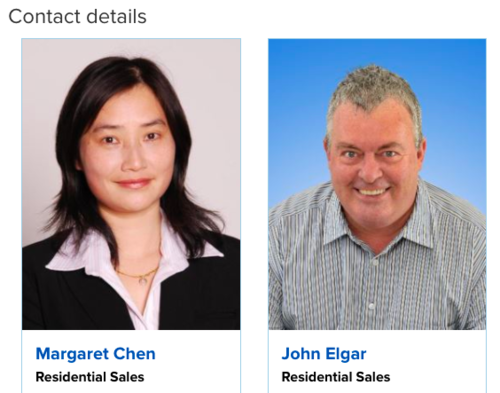 Contact details
Margaret Chen
Residential Sales
John Elgar
Residential Sales